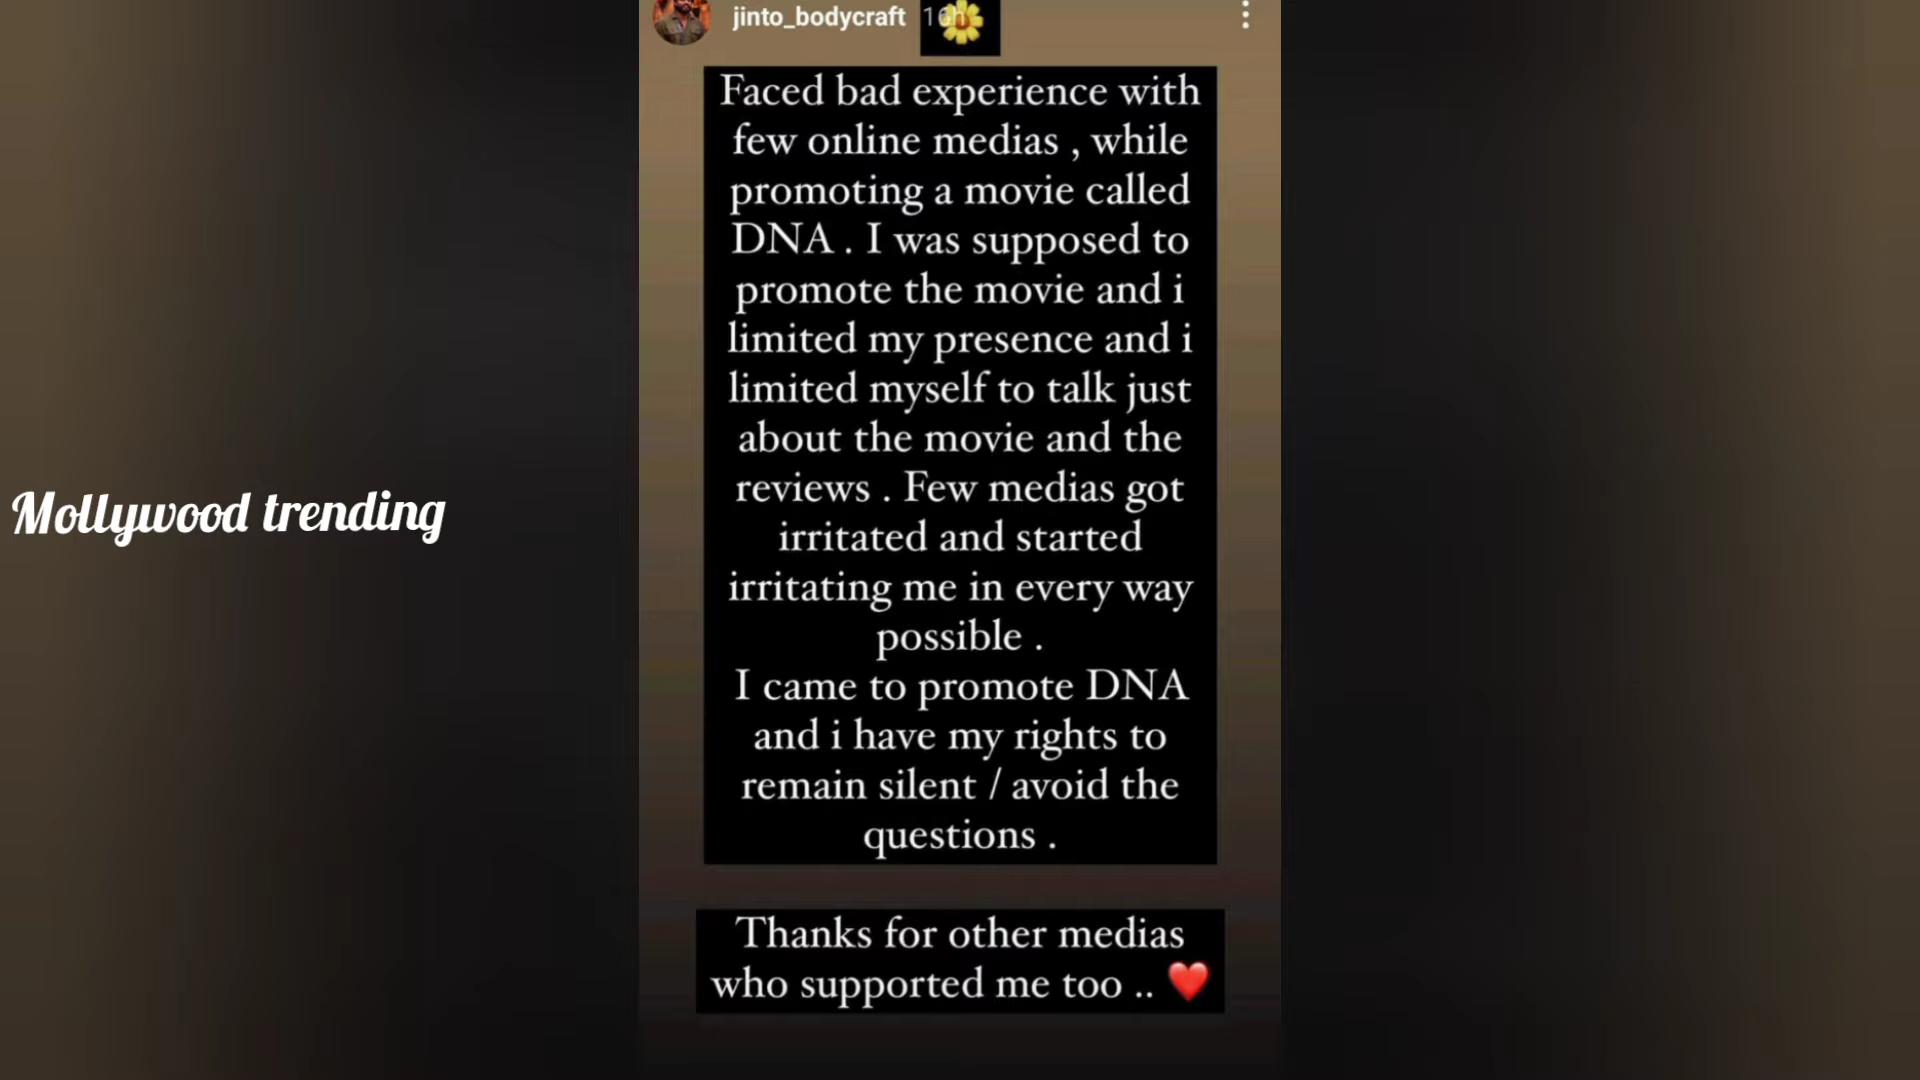 jinto_bodycraft 16h
Faced bad experience with
few online medias , while
promoting a movie called
DNA . I was supposed to
promote the movie and i
limited my presence and i
limited myself to talk just
about the movie and the
reviews . Few medias got
irritated and started
irritating me in every way
possible .
I came to promote DNA
and i have my rights to
remain silent / avoid the
questions .
Thanks for other medias
who supported me too .. ❤️
Mollywood trending